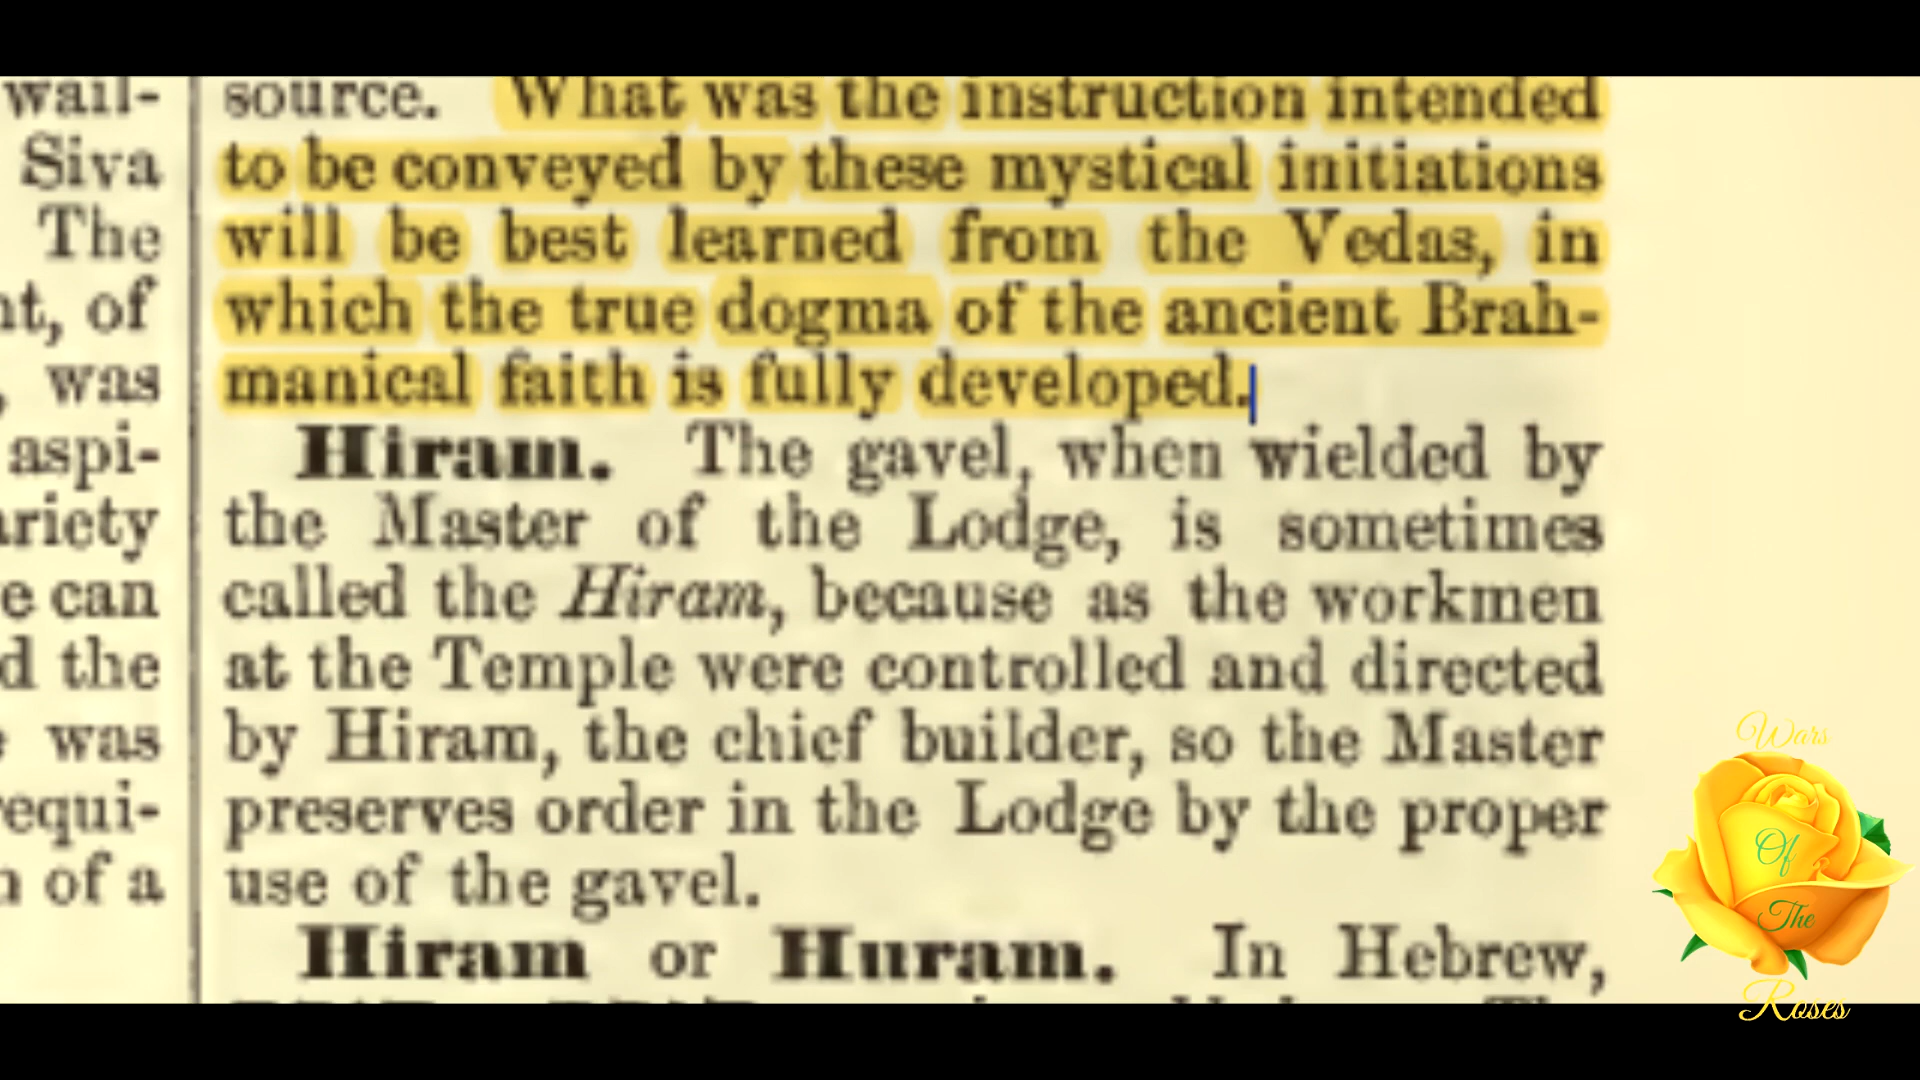 wail-
Siva
The
nt, of
, was
aspi-
ariety
e can
d the
was
requi-
n of a
source. What was the instruction intended
to be conveyed by these mystical initiations
will be best learned from the Vedas, in
which the true dogma of the ancient Brah-
manical faith is fully developed.
Hiram. The gavel, when wielded by
the Master of the Lodge, is sometimes
called the Hiram, because as the workmen
at the Temple were controlled and directed
by Hiram, the chief builder, so the Master
preserves order in the Lodge by the proper
use of the gavel.
Hiram or Huram. In Hebrew,
Wars
Of
The
Roses